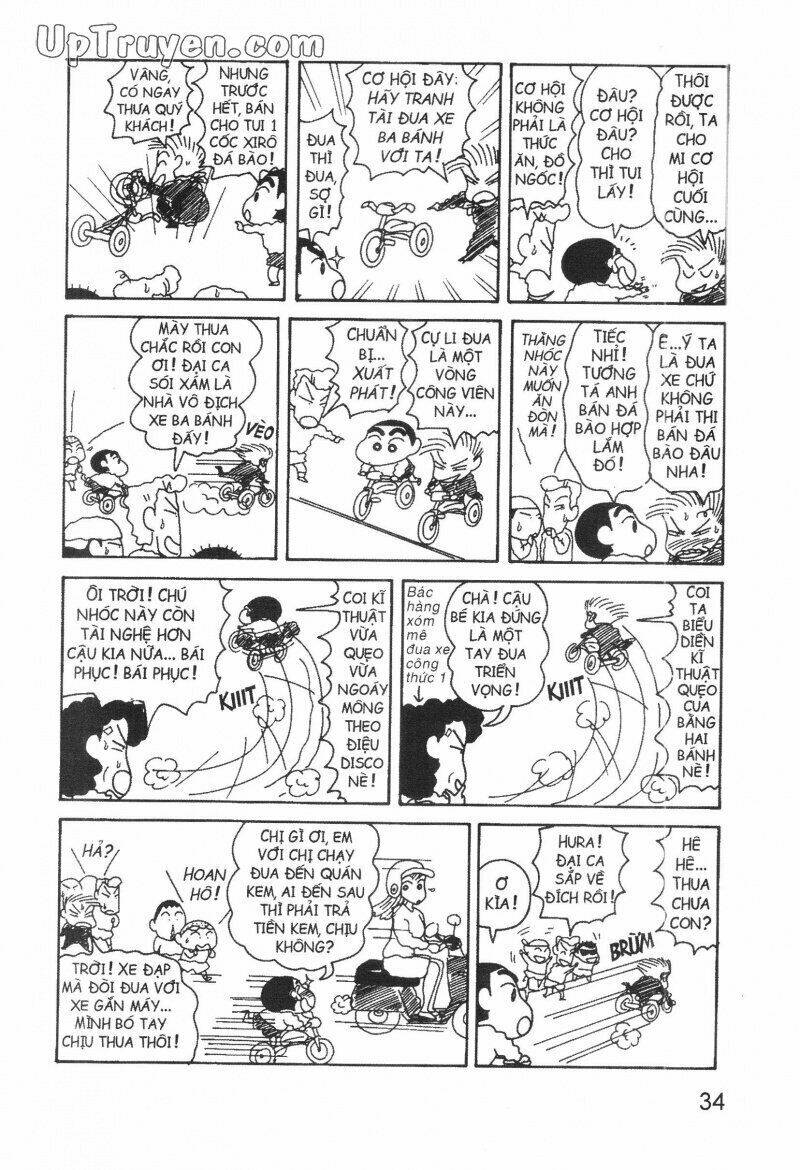 UpTruyen.com
THÔI
ĐƯỢC
RỒI, TA
CHO
MI CƠ
HỘI
CUỐI
CÙNG...
ĐÂU?
CƠ HỘI
ĐÂU?
CHO
THÌ TUI
LẤY!
CƠ HỘI
KHÔNG
PHẢI LÀ
THỨC
ĂN, ĐỒ
NGỐC!
CƠ HỘI ĐÂY:
HÃY TRANH
TÀI ĐUA XE
BA BÁNH
VỚI TA!
ĐUA
THÌ
ĐUA,
SỢ
GÌ!
NHƯNG
TRƯỚC
HẾT, BÁN
CHO TUI 1
CỐC XIRÔ
ĐÁ BÀO!
VÂNG,
CÓ NGAY
THƯA QUÝ
KHÁCH!
Ê...Ý TA
LÀ ĐUA
XE CHỨ
KHÔNG
PHẢI THI
BÁN ĐÁ
BÀO ĐÂU
NHA!
TIẾC
NHỈ!
TƯỚNG
TÁ ANH
BÁN ĐÁ
BÀO HỢP
LẮM
ĐÓ!
THẰNG
NHÓC
NÀY
MUỐN
ĂN
ĐÒN
MÀ!
CỰ LI ĐUA
LÀ MỘT
VÒNG
CÔNG VIÊN
NÀY...
CHUẨN
BỊ...
XUẤT
PHÁT!
MÀY THUA
CHẮC RỒI CON
ƠI! ĐẠI CA
SÓI XÁM LÀ
NHÀ VÔ ĐỊCH
XE BA BÁNH
ĐẤY!
VÈO
COI
TA
BIỂU
DIỄN
KĨ
THUẬT
QUẸO
CUA
BẰNG
HAI
BÁNH
NÈ!
KJIIT
CHÀ! CẬU
BÉ KIA ĐÚNG
LÀ MỘT
TAY ĐUA
TRIỂN
VỌNG!
Bác
hàng
xóm
mê
đua xe
công
thức 1
COI KĨ
THUẬT
VỪA
QUẸO
VỪA
NGOÁY
MÔNG
THEO
ĐIỆU
DISCO
NÈ!
KJIIT
ÔI TRỜI! CHÚ
NHÓC NÀY CÒN
TÀI NGHỆ HƠN
CẬU KIA NỮA... BÁI
PHỤC! BÁI PHỤC!
HÊ
HÊ...
THUA
CHƯA
CON?
HURA!
ĐẠI CA
SẮP VỀ
ĐÍCH RỒI!
BRỪM
Ơ
KÌA!
CHỊ GÌ ƠI, EM
VỚI CHỊ CHẠY
ĐUA ĐẾN QUÁN
KEM, AI ĐẾN SAU
THÌ PHẢI TRẢ
TIỀN KEM, CHỊU
KHÔNG?
HOAN
HÔ!
HẢ?
TRỜI! XE ĐẠP
MÀ ĐÒI ĐUA VỚI
XE GẮN MÁY...
MÌNH BÓ TAY
CHỊU THUA THÔI!
34